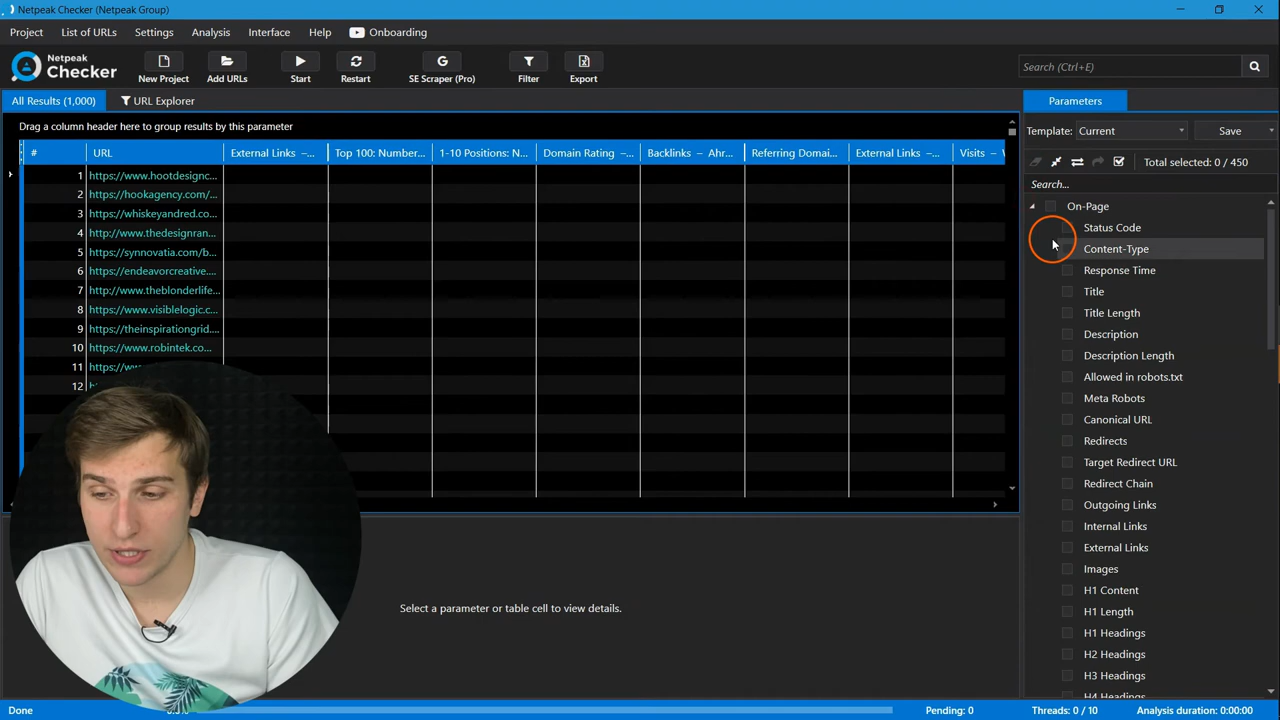 Netpeak Checker (Netpeak Group)
Project List of URLs Settings Analysis Interface Help Onboarding
Netpeak Checker
New Project
Add URLs
Start
Restart
G
SE Scraper (Pro)
Filter
Export
Search (Ctrl+E)
All Results (1,000) URL Explorer
Drag a column header here to group results by this parameter
# URL External Links –... Top 100: Number... 1-10 Positions: N... Domain Rating –... Backlinks – Ahr... Referring Domai... External Links –... Visits –
1 https://www.hootdesignc...
2 https://hookagency.com/...
3 https://whiskeyandred.co...
4 http://www.thedesignran...
5 https://synnovatia.com/b...
6 https://endeavorcreative....
7 http://www.theblonderlife...
8 https://www.visiblelogic.c...
9 https://theinspirationgrid....
10 https://www.robintek.co...
11
12
Select a parameter or table cell to view details.
Parameters
Template: Current Save
Total selected: 0 / 450
Search...
On-Page
Status Code
Content-Type
Response Time
Title
Title Length
Description
Description Length
Allowed in robots.txt
Meta Robots
Canonical URL
Redirects
Target Redirect URL
Redirect Chain
Outgoing Links
Internal Links
External Links
Images
H1 Content
H1 Length
H1 Headings
H2 Headings
H3 Headings
H4 Headings
Done Pending: 0 Threads: 0 / 10 Analysis duration: 0:00:00